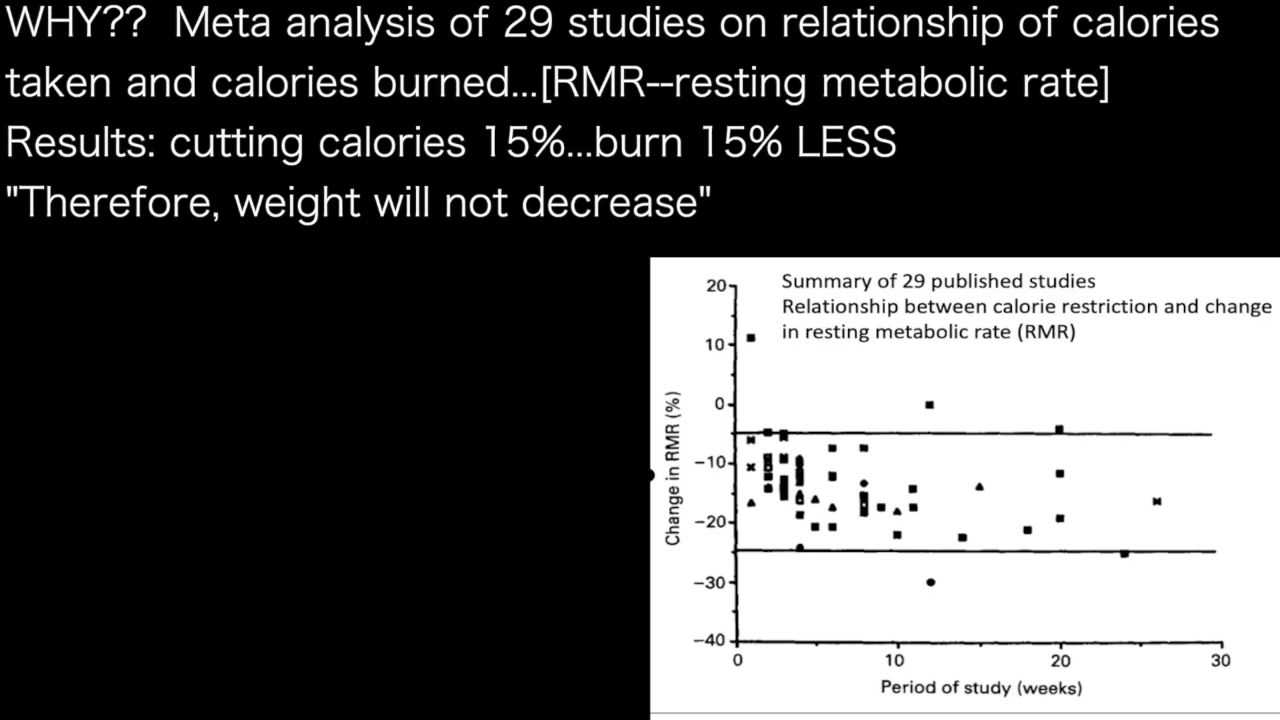 WHY??  Meta analysis of 29 studies on relationship of calories
taken and calories burned...[RMR--resting metabolic rate]
Results: cutting calories 15%...burn 15% LESS
"Therefore, weight will not decrease"
Summary of 29 published studies
Relationship between calorie restriction and change
in resting metabolic rate (RMR)
Change in RMR (%)
20
10
0
−10
−20
−30
−40
0 10 20 30
Period of study (weeks)